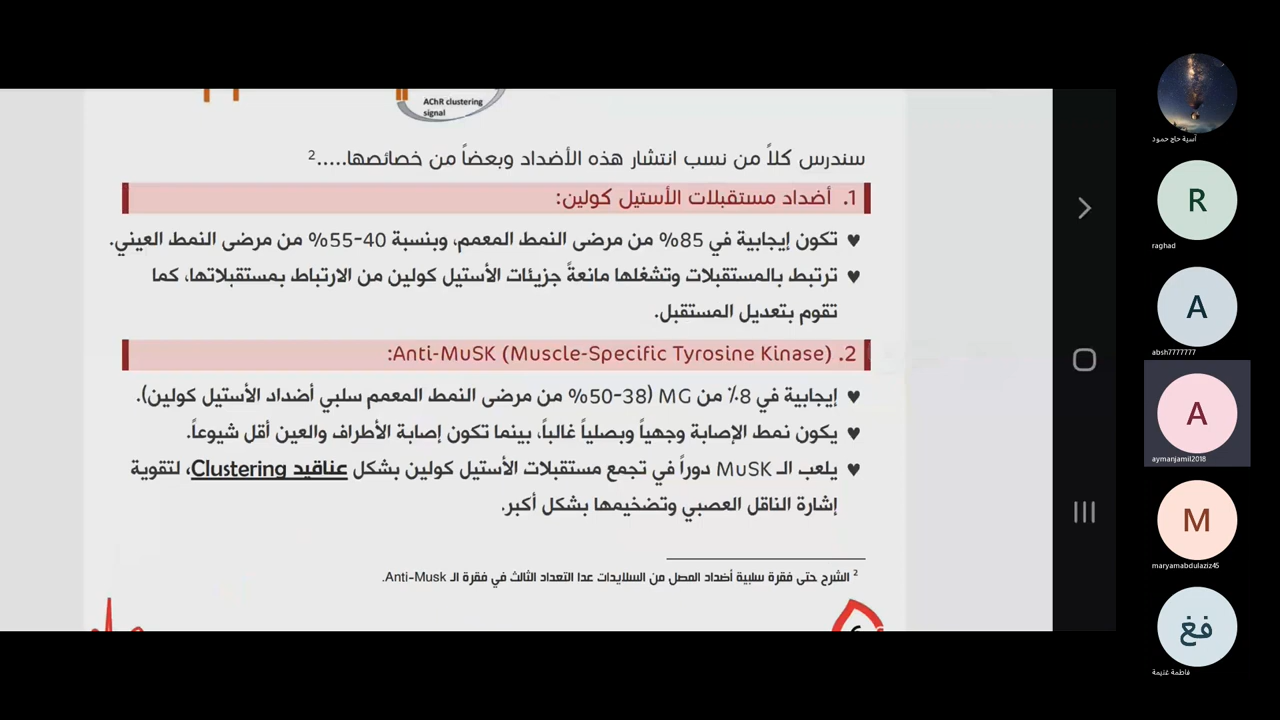 AChR clustering
signal
سندرس كلاً من نسب انتشار هذه الأضداد وبعضاً من خصائصها.....²
1. أضداد مستقبلات الأستيل كولين:
♥ تكون إيجابية في 85% من مرضى النمط المعمم، وبنسبة 40-55% من مرضى النمط العيني.
♥ ترتبط بالمستقبلات وتشغلها مانعةً جزيئات الأستيل كولين من الارتباط بمستقبلاتها، كما
تقوم بتعديل المستقبل.
2. Anti-MuSK (Muscle-Specific Tyrosine Kinase):
♥ إيجابية في 8٪ من MG (38-50% من مرضى النمط المعمم سلبي أضداد الأستيل كولين).
♥ يكون نمط الإصابة وجهياً وبصلياً غالباً، بينما تكون إصابة الأطراف والعين أقل شيوعاً.
♥ يلعب الـ MuSK دوراً في تجمع مستقبلات الأستيل كولين بشكل عناقيد Clustering، لتقوية
إشارة الناقل العصبي وتضخيمها بشكل أكبر.
² الشرح حتى فقرة سلبية أضداد المصل من السلايدات عدا التعداد الثالث في فقرة الـ Anti-Musk.
آسية حاج حمود
R
raghad
A
absh7777777
A
aymanjamil2018
M
maryamabdulaziz45
فغ
فاطمة غنيمة